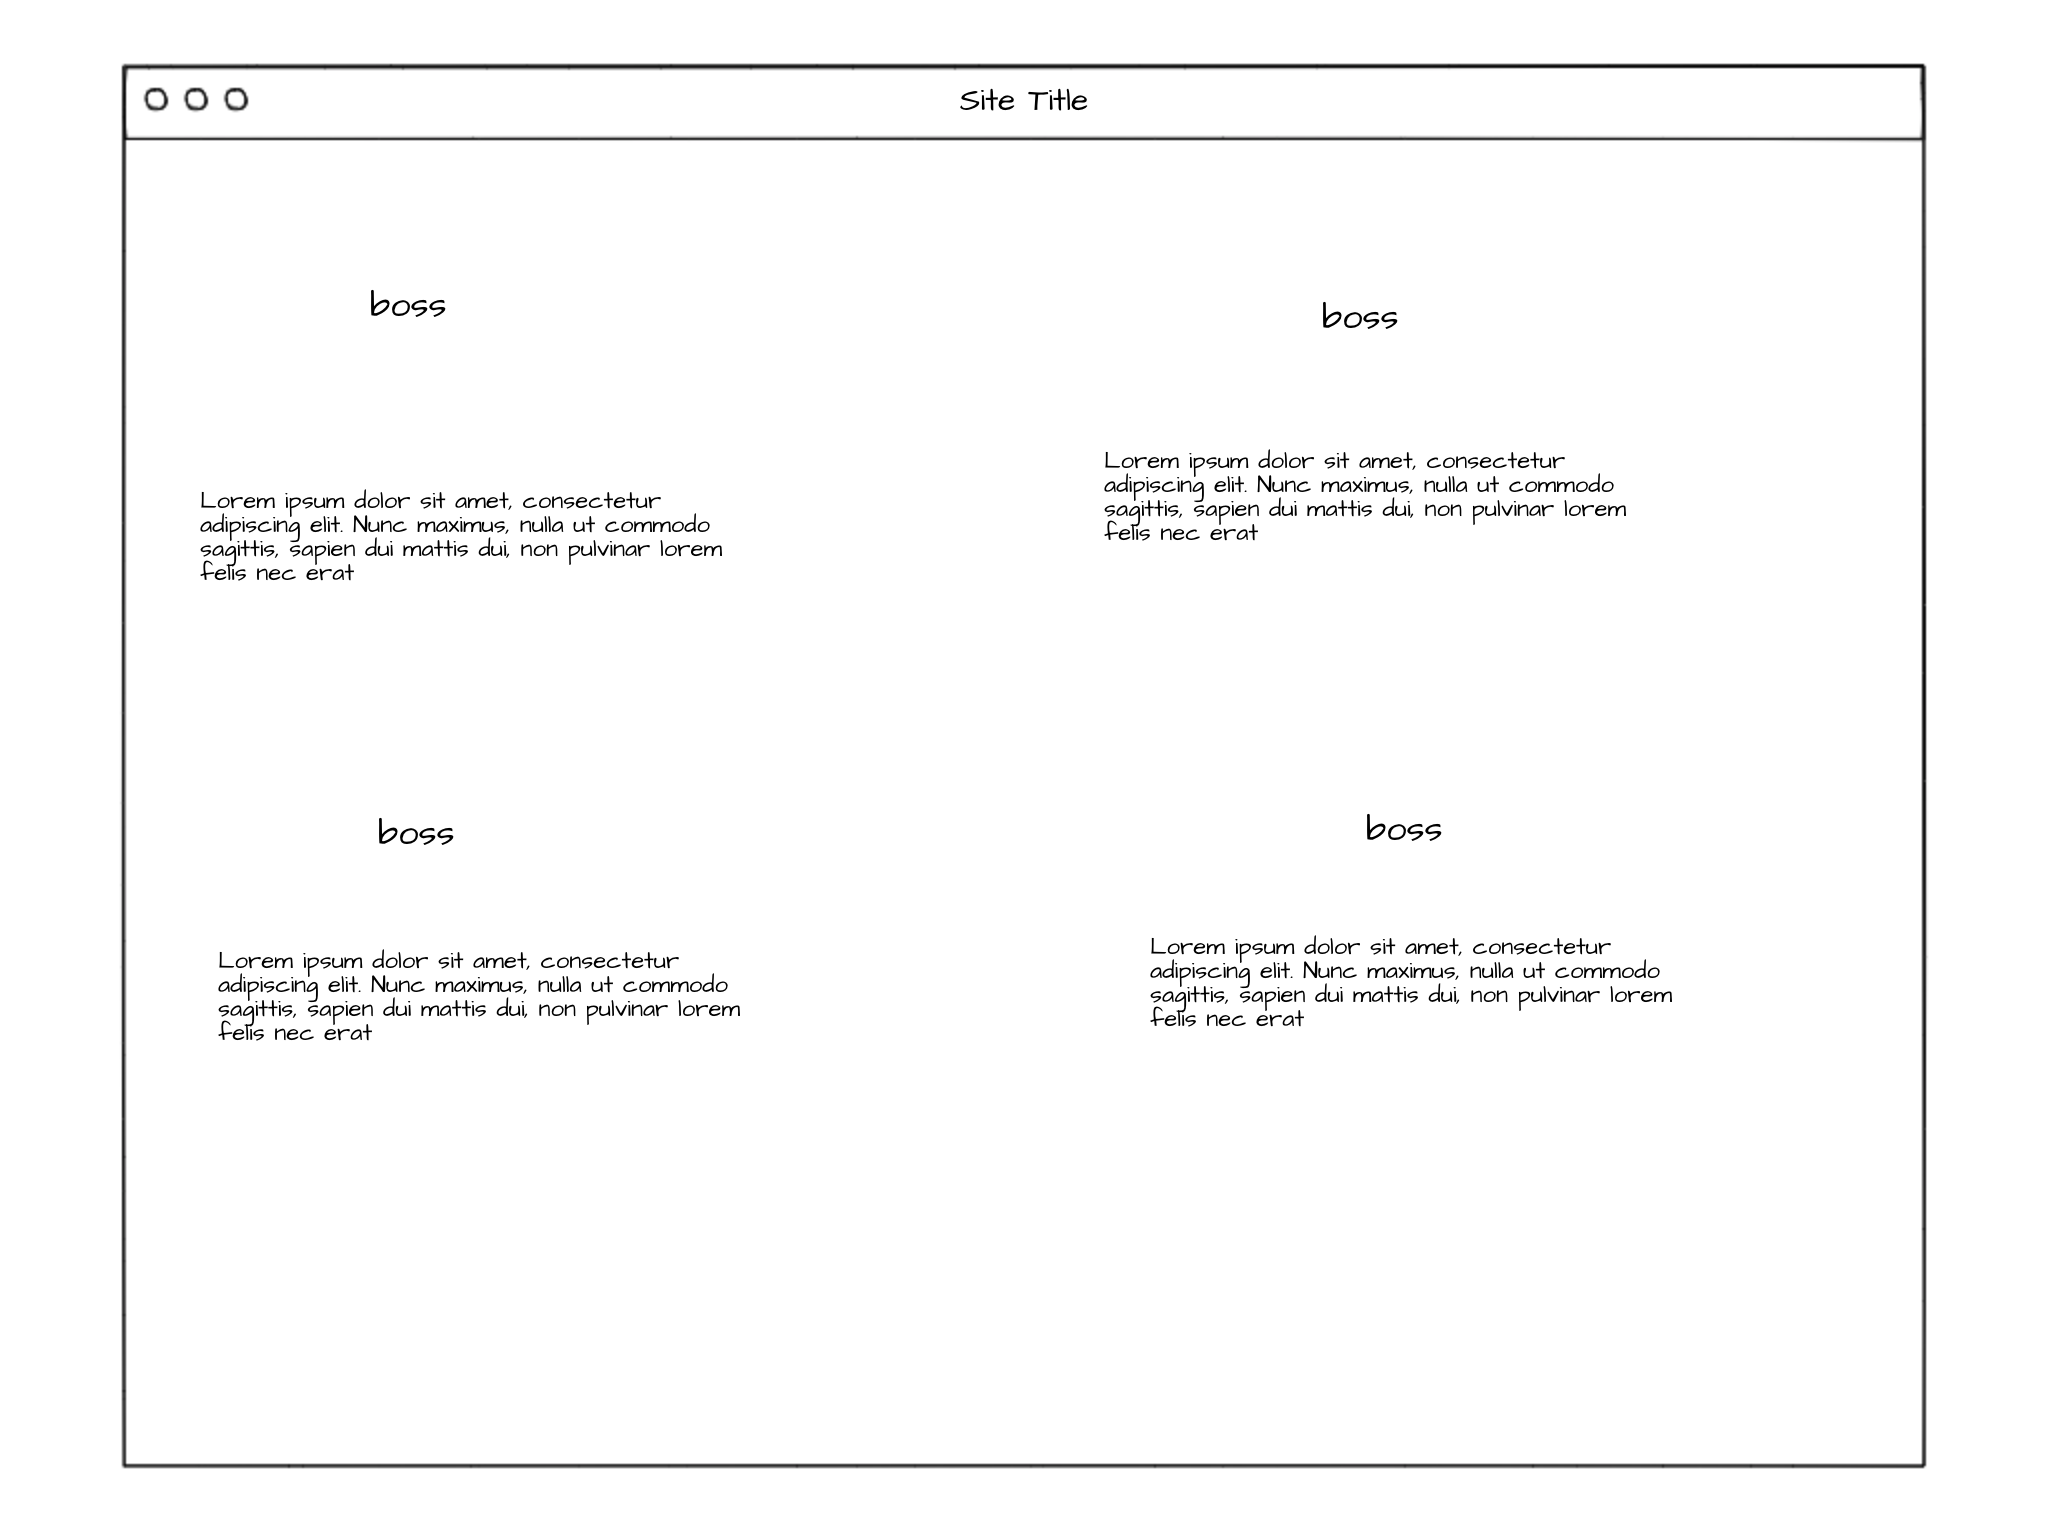 Site Title
boss
Lorem ipsum dolor sit amet, consectetur
adipiscing elit. Nunc maximus, nulla ut commodo
sagittis, sapien dui mattis dui, non pulvinar lorem
felis nec erat
boss
Lorem ipsum dolor sit amet, consectetur
adipiscing elit. Nunc maximus, nulla ut commodo
sagittis, sapien dui mattis dui, non pulvinar lorem
felis nec erat
boss
Lorem ipsum dolor sit amet, consectetur
adipiscing elit. Nunc maximus, nulla ut commodo
sagittis, sapien dui mattis dui, non pulvinar lorem
felis nec erat
boss
Lorem ipsum dolor sit amet, consectetur
adipiscing elit. Nunc maximus, nulla ut commodo
sagittis, sapien dui mattis dui, non pulvinar lorem
felis nec erat